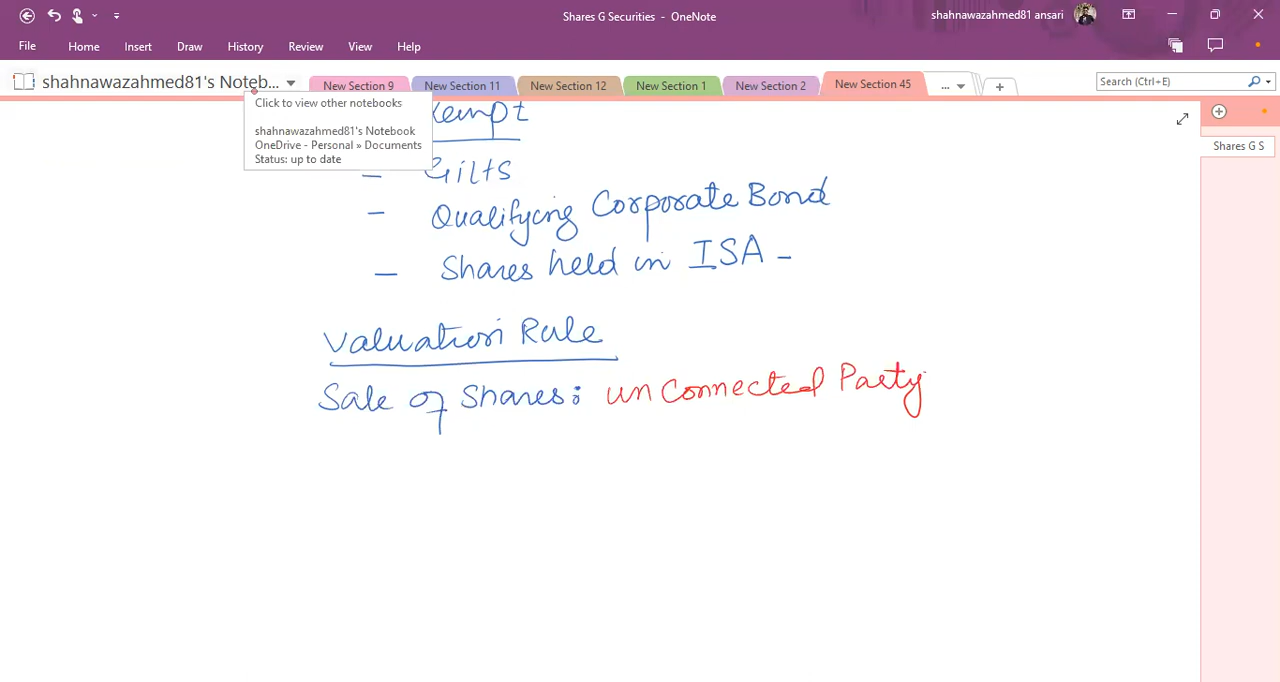 Shares G Securities - OneNote
shahnawazahmed81 ansari
File Home Insert Draw History Review View Help
shahnawazahmed81's Noteb...
New Section 9 New Section 11 New Section 12 New Section 1 New Section 2 New Section 45 ... +
Search (Ctrl+E)
Click to view other notebooks
shahnawazahmed81's Notebook
OneDrive - Personal » Documents
Status: up to date
Shares G S
- Gilts
- Qualifying Corporate Bond
- Shares held in ISA -
Valuation Rule
Sale of Shares: unConnected Party